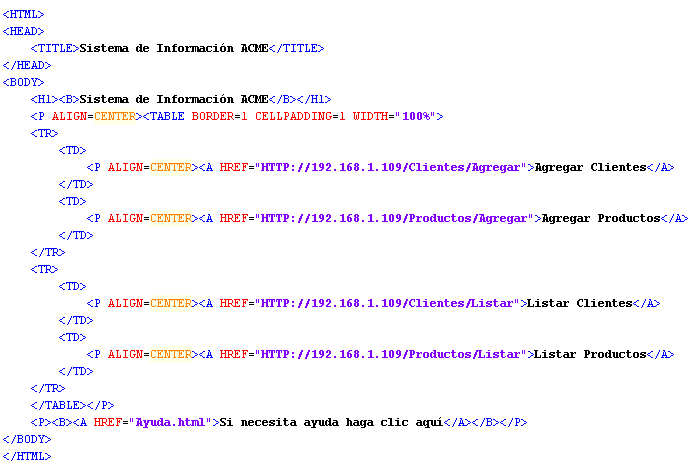 <HTML>
<HEAD>
<TITLE>Sistema de Información ACME</TITLE>
</HEAD>
<BODY>
<H1><B>Sistema de Información ACME</B></H1>
<P ALIGN=CENTER><TABLE BORDER=1 CELLPADDING=1 WIDTH="100%">
<TR>
<TD>
<P ALIGN=CENTER><A HREF="HTTP://192.168.1.109/Clientes/Agregar">Agregar Clientes</A>
</TD>
<TD>
<P ALIGN=CENTER><A HREF="HTTP://192.168.1.109/Productos/Agregar">Agregar Productos</A>
</TD>
</TR>
<TR>
<TD>
<P ALIGN=CENTER><A HREF="HTTP://192.168.1.109/Clientes/Listar">Listar Clientes</A>
</TD>
<TD>
<P ALIGN=CENTER><A HREF="HTTP://192.168.1.109/Productos/Listar">Listar Productos</A>
</TD>
</TR>
</TABLE></P>
<P><B><A HREF="Ayuda.html">Si necesita ayuda haga clic aquí</A></B></P>
</BODY>
</HTML>